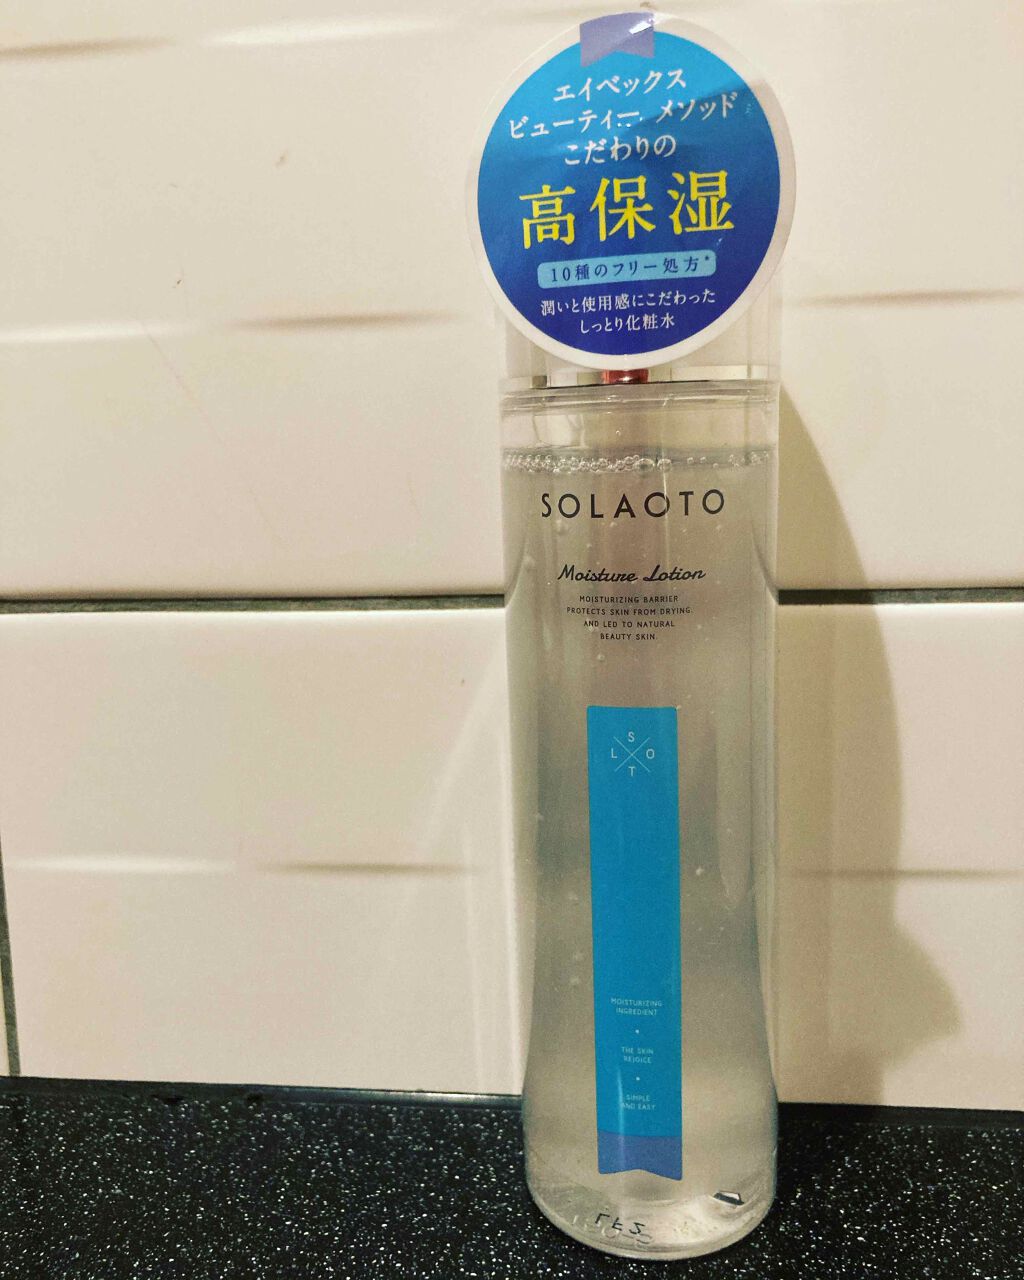 エイベックス
ビューティー メソッド
こだわりの
高保湿
10種のフリー処方*
潤いと使用感にこだわった
しっとり化粧水
SOLAOTO
Moisture Lotion
MOISTURIZING BARRIER
PROTECTS SKIN FROM DRYING.
AND LED TO NATURAL
BEAUTY SKIN.
S
L O
T
MOISTURIZING
INGREDIENT
THE SKIN
REJOICE
SIMPLE
AND EASY